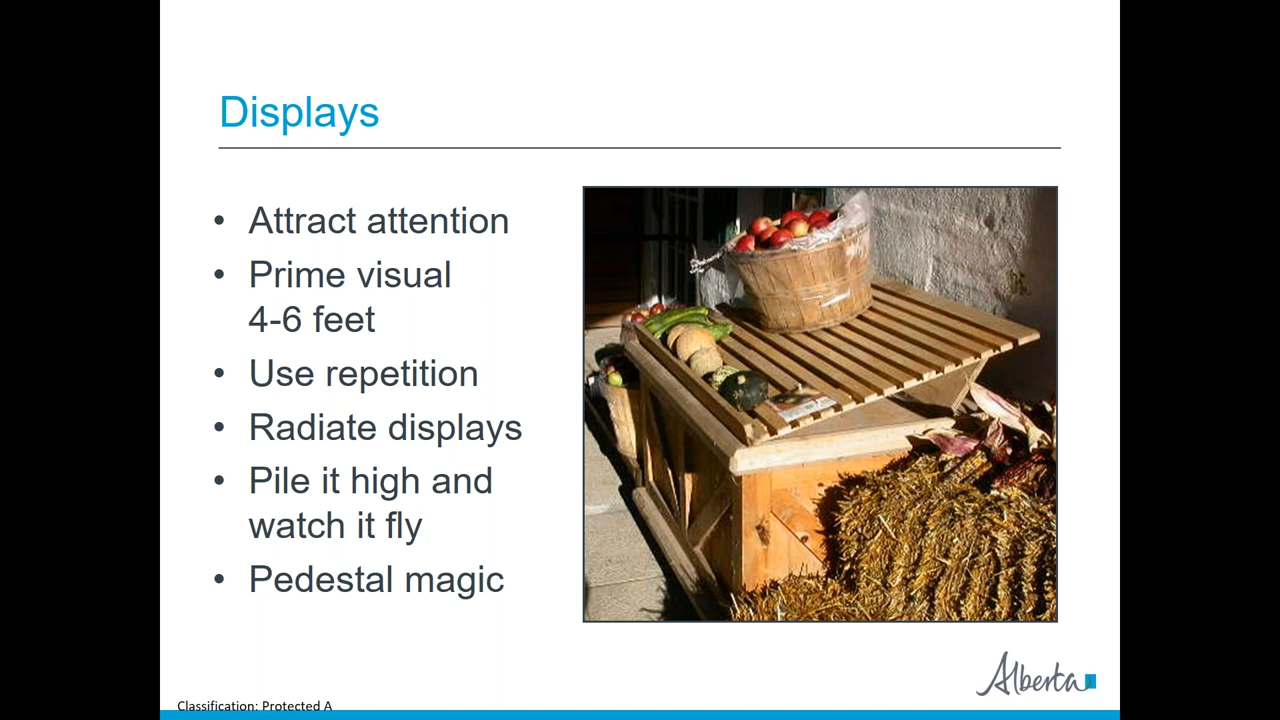 Displays
• Attract attention
• Prime visual
4-6 feet
• Use repetition
• Radiate displays
• Pile it high and
watch it fly
• Pedestal magic
Alberta
Classification: Protected A